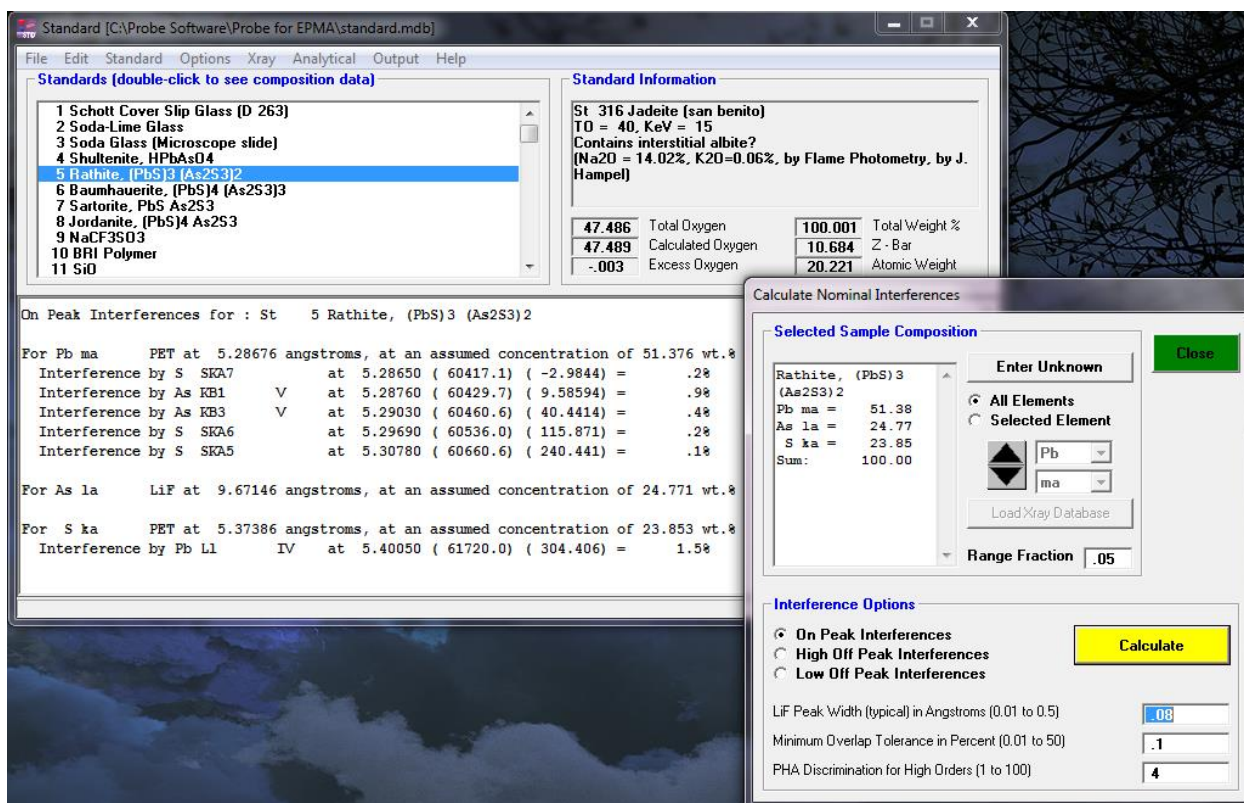 Standard [C:\Probe Software\Probe for EPMA\standard.mdb]
File Edit Standard Options Xray Analytical Output Help
Standards (double-click to see composition data)
1 Schott Cover Slip Glass (D 263)
2 Soda-Lime Glass
3 Soda Glass (Microscope slide)
4 Shultenite, HPbAsO4
5 Rathite, (PbS)3 (As2S3)2
6 Baumhauerite, (PbS)4 (As2S3)3
7 Sartorite, PbS As2S3
8 Jordanite, (PbS)4 As2S3
9 NaCF3SO3
10 BRI Polymer
11 SiO
Standard Information
St 316 Jadeite (san benito)
TO = 40, KeV = 15
Contains interstitial albite?
(Na2O = 14.02%, K2O=0.06%, by Flame Photometry, by J.
Hampel)
47.486 Total Oxygen 100.001 Total Weight %
47.489 Calculated Oxygen 10.684 Z - Bar
-.003 Excess Oxygen 20.221 Atomic Weight
On Peak Interferences for : St 5 Rathite, (PbS)3 (As2S3)2
For Pb ma PET at 5.28676 angstroms, at an assumed concentration of 51.376 wt.%
Interference by S SKA7 at 5.28650 ( 60417.1) ( -2.9844) = .2%
Interference by As KB1 V at 5.28760 ( 60429.7) ( 9.58594) = .9%
Interference by As KB3 V at 5.29030 ( 60460.6) ( 40.4414) = .4%
Interference by S SKA6 at 5.29690 ( 60536.0) ( 115.871) = .2%
Interference by S SKA5 at 5.30780 ( 60660.6) ( 240.441) = .1%
For As la LiF at 9.67146 angstroms, at an assumed concentration of 24.771 wt.%
For S ka PET at 5.37386 angstroms, at an assumed concentration of 23.853 wt.%
Interference by Pb Ll IV at 5.40050 ( 61720.0) ( 304.406) = 1.5%
Calculate Nominal Interferences
Selected Sample Composition
Rathite, (PbS)3
(As2S3)2
Pb ma = 51.38
As la = 24.77
S ka = 23.85
Sum: 100.00
Enter Unknown
Close
All Elements
Selected Element
Pb
ma
Load Xray Database
Range Fraction .05
Interference Options
On Peak Interferences
High Off Peak Interferences
Low Off Peak Interferences
Calculate
LiF Peak Width (typical) in Angstroms (0.01 to 0.5) .08
Minimum Overlap Tolerance in Percent (0.01 to 50) .1
PHA Discrimination for High Orders (1 to 100) 4